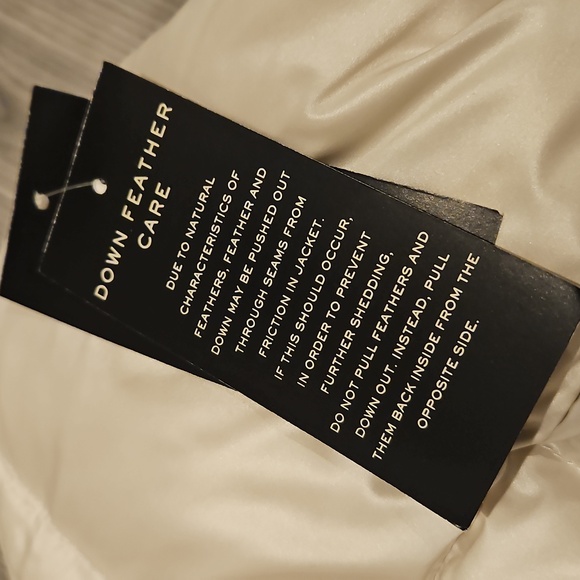 DOWN FEATHER
CARE
DUE TO NATURAL
CHARACTERISTICS OF
FEATHERS, FEATHER AND
DOWN MAY BE PUSHED OUT
THROUGH SEAMS FROM
FRICTION IN JACKET.
IF THIS SHOULD OCCUR,
IN ORDER TO PREVENT
FURTHER SHEDDING,
DO NOT PULL FEATHERS AND
DOWN OUT. INSTEAD, PULL
THEM BACK INSIDE FROM THE
OPPOSITE SIDE.